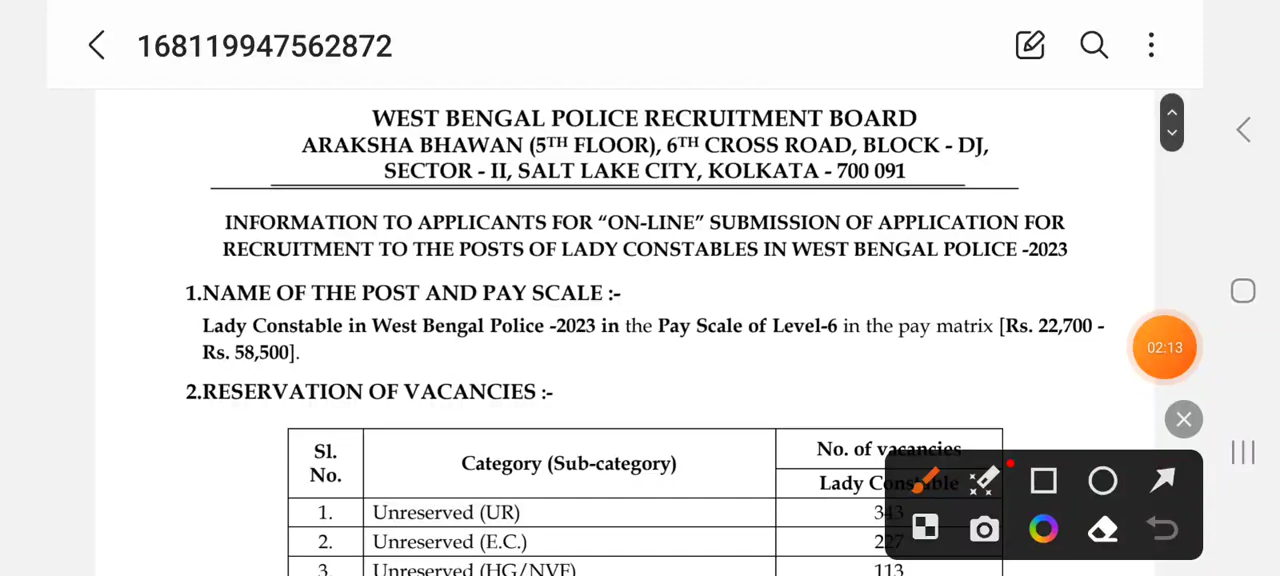 168119947562872
WEST BENGAL POLICE RECRUITMENT BOARD
ARAKSHA BHAWAN (5TH FLOOR), 6TH CROSS ROAD, BLOCK - DJ,
SECTOR - II, SALT LAKE CITY, KOLKATA - 700 091
INFORMATION TO APPLICANTS FOR “ON-LINE” SUBMISSION OF APPLICATION FOR
RECRUITMENT TO THE POSTS OF LADY CONSTABLES IN WEST BENGAL POLICE -2023
1.NAME OF THE POST AND PAY SCALE :-
Lady Constable in West Bengal Police -2023 in the Pay Scale of Level-6 in the pay matrix [Rs. 22,700 -
Rs. 58,500].
02:13
2.RESERVATION OF VACANCIES :-
Sl. No. Category (Sub-category) No. of vacancies
Lady Constable
1. Unreserved (UR) 343
2. Unreserved (E.C.) 227
3. Unreserved (HG/NVF) 113